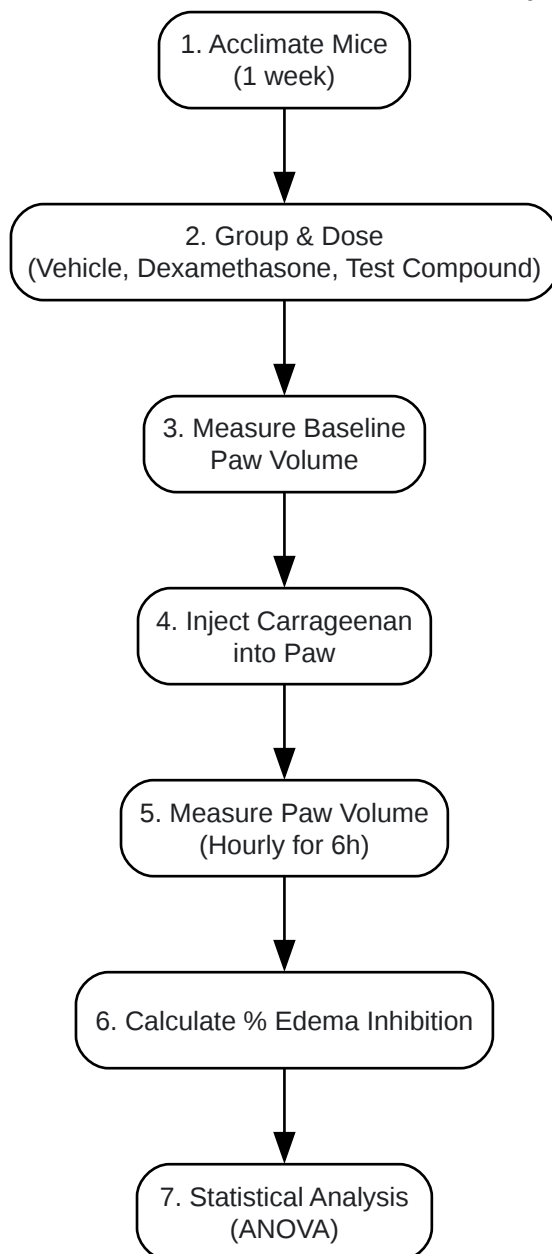 1. Acclimate Mice
(1 week)
2. Group & Dose
(Vehicle, Dexamethasone, Test Compound)
3. Measure Baseline
Paw Volume
4. Inject Carrageenan
into Paw
5. Measure Paw Volume
(Hourly for 6h)
6. Calculate % Edema Inhibition
7. Statistical Analysis
(ANOVA)